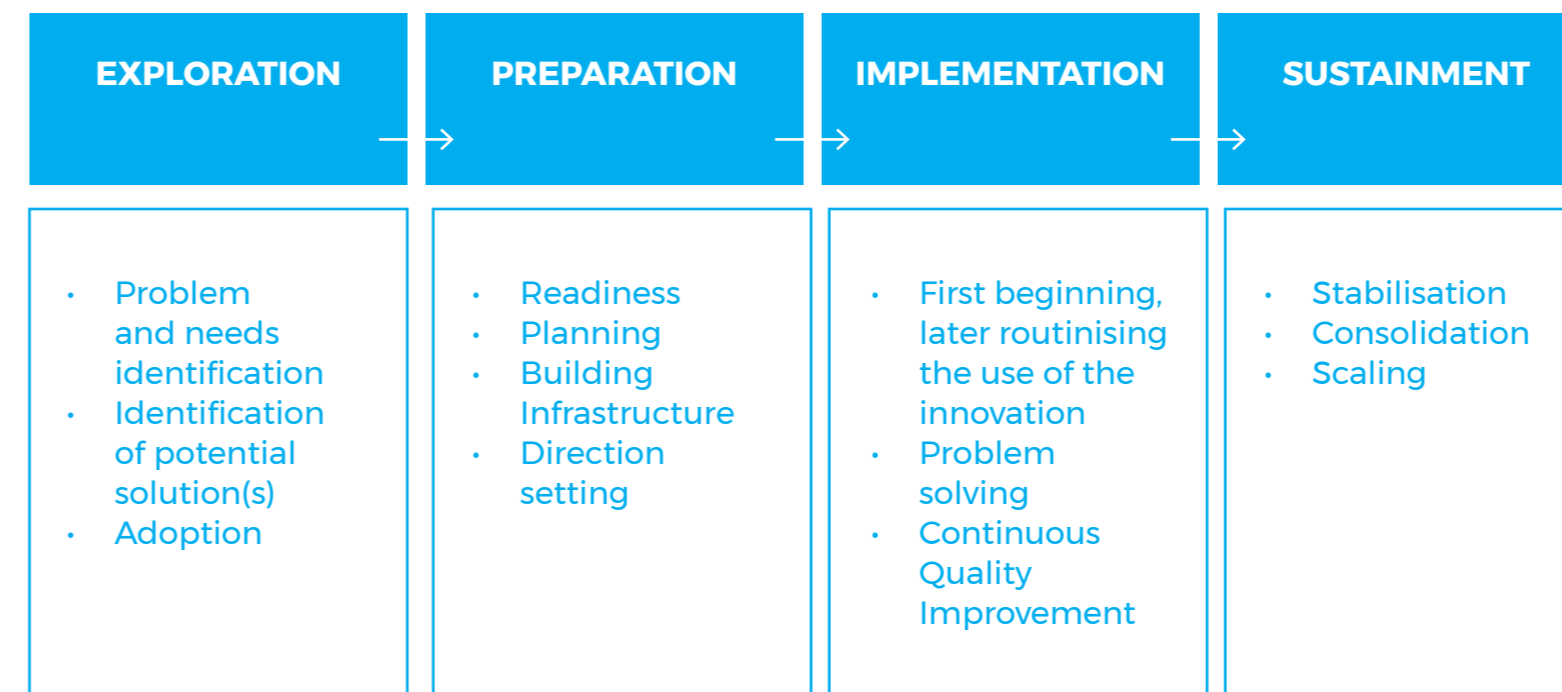 EXPLORATION
PREPARATION
IMPLEMENTATION
SUSTAINMENT
• Problem
and needs
identification
• Identification
of potential
solution(s)
• Adoption
• Readiness
• Planning
• Building
Infrastructure
• Direction
setting
• First beginning,
later routinising
the use of the
innovation
• Problem
solving
• Continuous
Quality
Improvement
• Stabilisation
• Consolidation
• Scaling